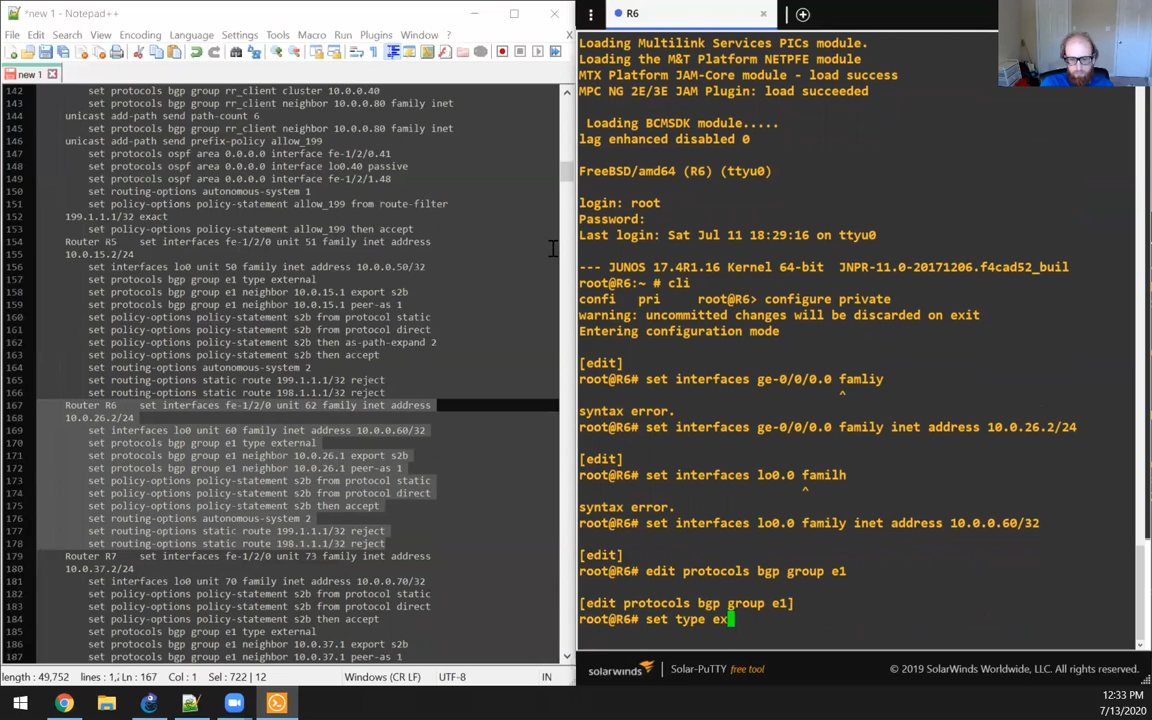 new 1 - Notepad++
File Edit Search View Encoding Language Settings Tools Macro Run Plugins Window ? X
new 1
142 set protocols bgp group rr_client cluster 10.0.0.40
143 set protocols bgp group rr_client neighbor 10.0.0.80 family inet
144 unicast add-path send path-count 6
145 set protocols bgp group rr_client neighbor 10.0.0.80 family inet
146 unicast add-path send prefix-policy allow_199
147 set protocols ospf area 0.0.0.0 interface fe-1/2/0.41
148 set protocols ospf area 0.0.0.0 interface lo0.40 passive
149 set protocols ospf area 0.0.0.0 interface fe-1/2/1.48
150 set routing-options autonomous-system 1
151 set policy-options policy-statement allow_199 from route-filter
152 199.1.1.1/32 exact
153 set policy-options policy-statement allow_199 then accept
154 Router R5 set interfaces fe-1/2/0 unit 51 family inet address
155 10.0.15.2/24
156 set interfaces lo0 unit 50 family inet address 10.0.0.50/32
157 set protocols bgp group e1 type external
158 set protocols bgp group e1 neighbor 10.0.15.1 export s2b
159 set protocols bgp group e1 neighbor 10.0.15.1 peer-as 1
160 set policy-options policy-statement s2b from protocol static
161 set policy-options policy-statement s2b from protocol direct
162 set policy-options policy-statement s2b then as-path-expand 2
163 set policy-options policy-statement s2b then accept
164 set routing-options autonomous-system 2
165 set routing-options static route 199.1.1.1/32 reject
166 set routing-options static route 198.1.1.1/32 reject
167 Router R6 set interfaces fe-1/2/0 unit 62 family inet address
168 10.0.26.2/24
169 set interfaces lo0 unit 60 family inet address 10.0.0.60/32
170 set protocols bgp group e1 type external
171 set protocols bgp group e1 neighbor 10.0.26.1 export s2b
172 set protocols bgp group e1 neighbor 10.0.26.1 peer-as 1
173 set policy-options policy-statement s2b from protocol static
174 set policy-options policy-statement s2b from protocol direct
175 set policy-options policy-statement s2b then accept
176 set routing-options autonomous-system 2
177 set routing-options static route 199.1.1.1/32 reject
178 set routing-options static route 198.1.1.1/32 reject
179 Router R7 set interfaces fe-1/2/0 unit 73 family inet address
180 10.0.37.2/24
181 set interfaces lo0 unit 70 family inet address 10.0.0.70/32
182 set policy-options policy-statement s2b from protocol static
183 set policy-options policy-statement s2b from protocol direct
184 set policy-options policy-statement s2b then accept
185 set protocols bgp group e1 type external
186 set protocols bgp group e1 neighbor 10.0.37.1 export s2b
187 set protocols bgp group e1 neighbor 10.0.37.1 peer-as 1
length : 49,752 Ln : 167 Col : 1 Sel : 722 | 12 Windows (CR LF) UTF-8 IN
R6
Loading Multilink Services PICs module.
Loading the M&T Platform NETPFE module
MTX Platform JAM-Core module - load success
MPC NG 2E/3E JAM Plugin: load succeeded
Loading BCMSDK module.....
lag enhanced disabled 0
FreeBSD/amd64 (R6) (ttyu0)
login: root
Password:
Last login: Sat Jul 11 18:29:16 on ttyu0
--- JUNOS 17.4R1.16 Kernel 64-bit JNPR-11.0-20171206.f4cad52_buil
root@R6:~ # cli
confi pri root@R6> configure private
warning: uncommitted changes will be discarded on exit
Entering configuration mode
[edit]
root@R6# set interfaces ge-0/0/0.0 famliy
^
syntax error.
root@R6# set interfaces ge-0/0/0.0 family inet address 10.0.26.2/24
[edit]
root@R6# set interfaces lo0.0 familh
^
syntax error.
root@R6# set interfaces lo0.0 family inet address 10.0.0.60/32
[edit]
root@R6# edit protocols bgp group e1
[edit protocols bgp group e1]
root@R6# set type ex
solarwinds Solar-PuTTY free tool © 2019 SolarWinds Worldwide, LLC. All rights reserved.
12:33 PM
7/13/2020